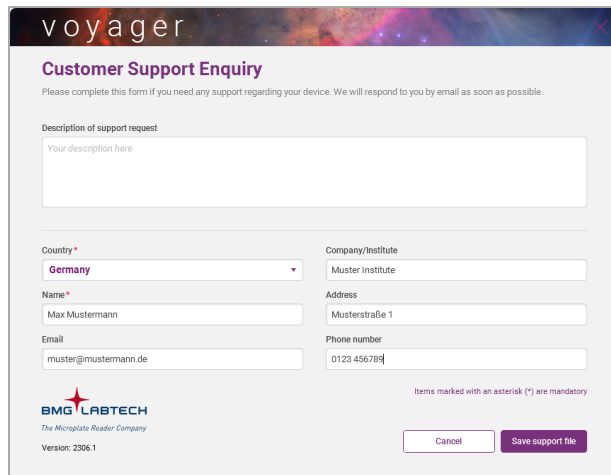 voyager
Customer Support Enquiry
Please complete this form if you need any support regarding your device. We will respond to you by email as soon as possible.
Description of support request
Your description here
Country*
Germany
Company/Institute
Muster Institute
Name*
Max Mustermann
Address
Musterstraße 1
Email
muster@mustermann.de
Phone number
0123 456789
Items marked with an asterisk (*) are mandatory
BMG LABTECH
The Microplate Reader Company
Version: 2306.1
Cancel
Save support file